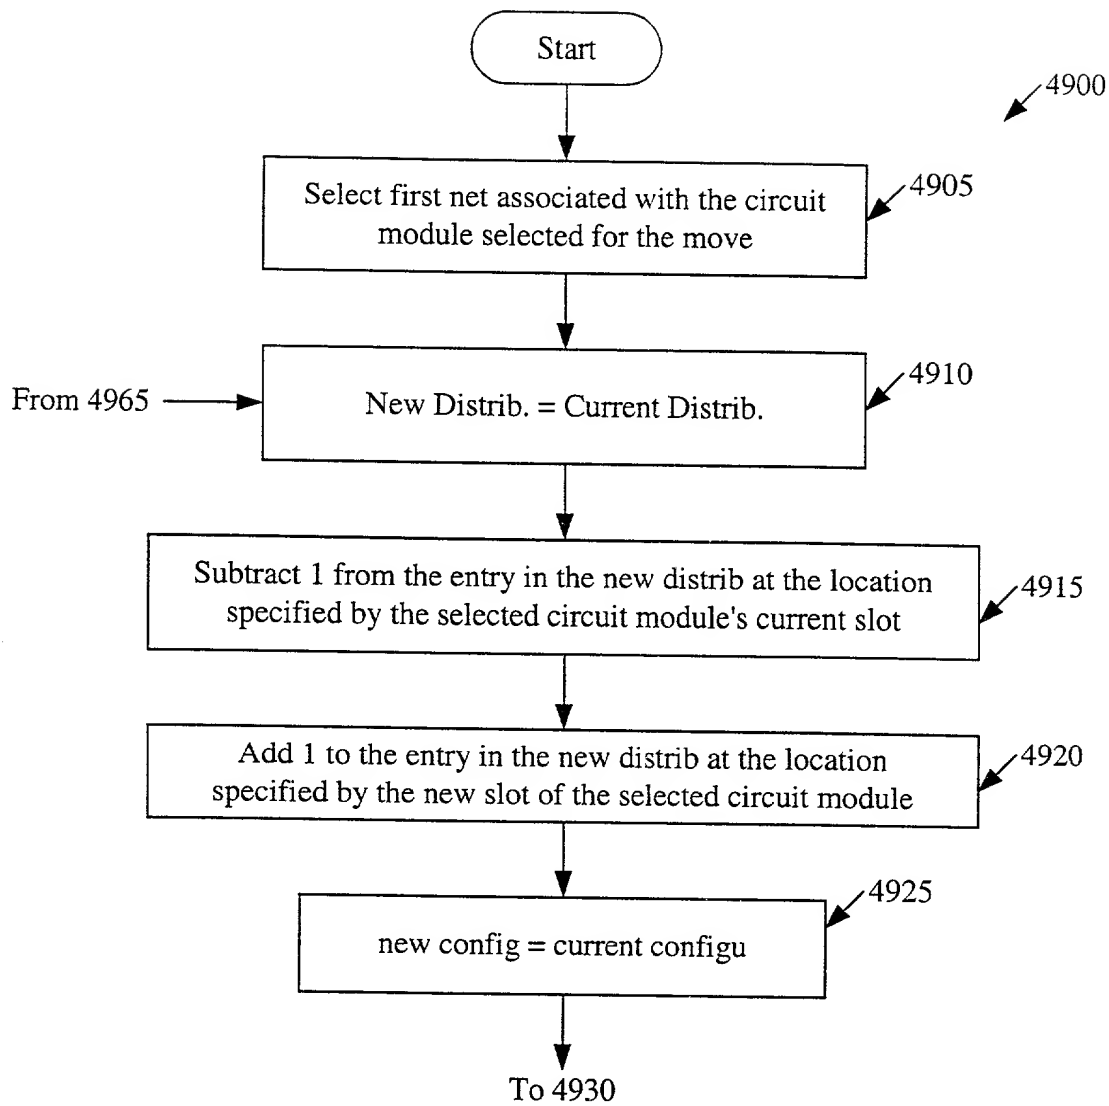 Start
4900
Select first net associated with the circuit
module selected for the move
4905
From 4965
New Distrib. = Current Distrib.
4910
Subtract 1 from the entry in the new distrib at the location
specified by the selected circuit module's current slot
4915
Add 1 to the entry in the new distrib at the location
specified by the new slot of the selected circuit module
4920
new config = current configu
4925
To 4930